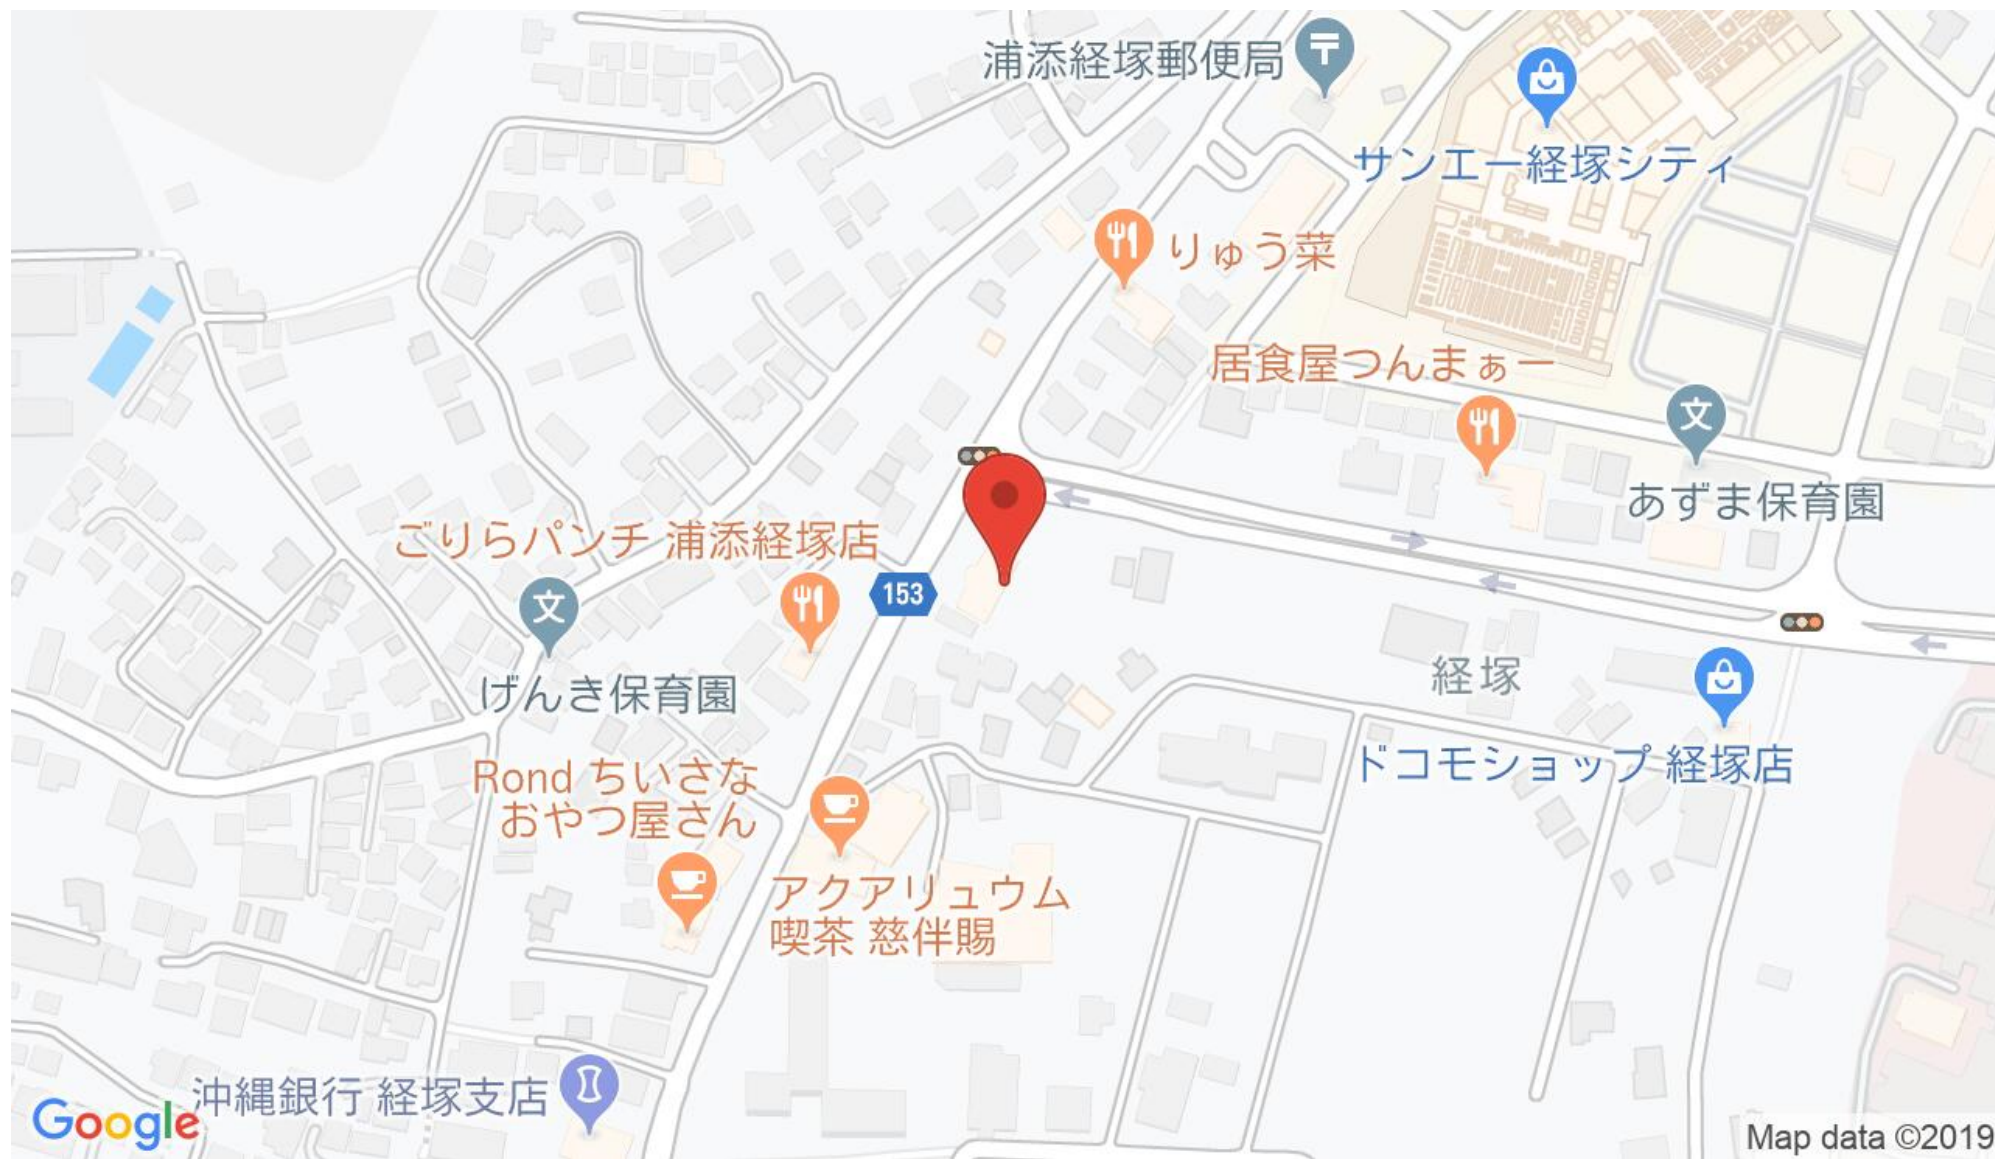 浦添経塚郵便局
サンエー経塚シティ
りゅう菜
居食屋つんまぁー
あずま保育園
ごりらパンチ 浦添経塚店
153
げんき保育園
経塚
ドコモショップ 経塚店
Rond ちいさな
おやつ屋さん
アクアリュウム
喫茶 慈伴賜
沖縄銀行 経塚支店
Google
Map data ©2019